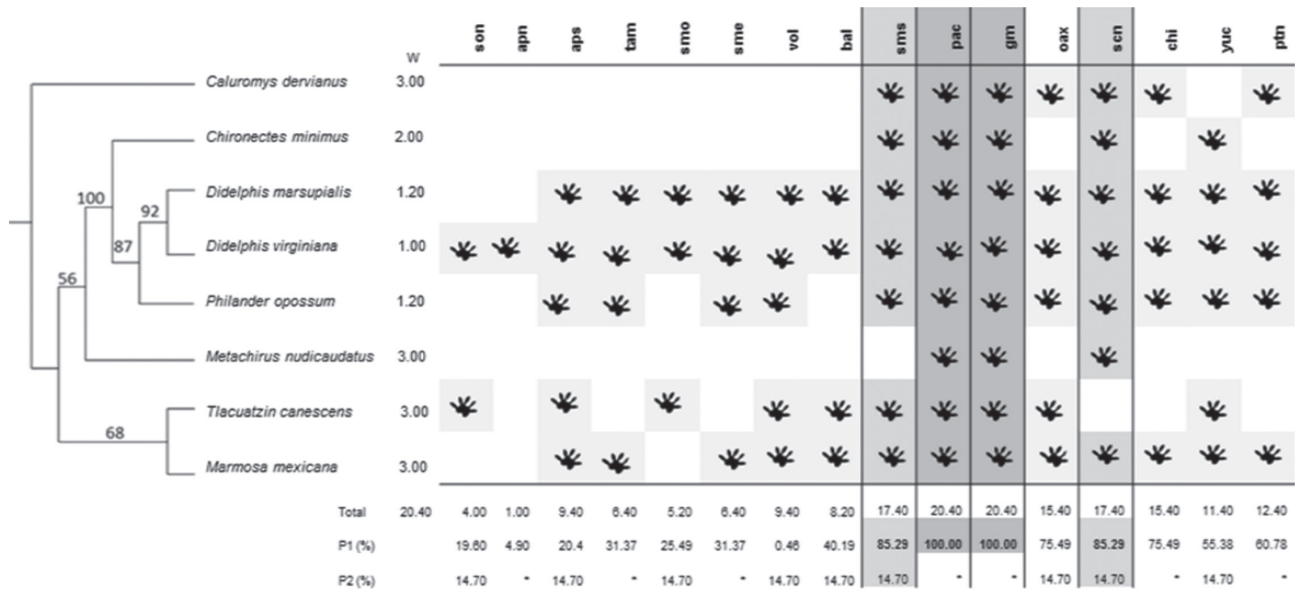 W son apn aps tam smo sme vol bal sms pac gm oax scn chi yuc ptn
Caluromys dervianus 3.00
Chironectes minimus 2.00
100 92 Didelphis marsupialis 1.20
87 Didelphis virginiana 1.00
56 Philander opossum 1.20
Metachirus nudicaudatus 3.00
Tlacuatzin canescens 3.00
68
Marmosa mexicana 3.00
Total 20.40 4.00 1.00 9.40 6.40 5.20 6.40 9.40 8.20 17.40 20.40 20.40 15.40 17.40 15.40 11.40 12.40
P1 (%) 19.60 4.90 20.4 31.37 25.49 31.37 0.46 40.19 85.29 100.00 100.00 75.49 85.29 75.49 55.38 60.78
P2 (%) 14.70 - 14.70 - 14.70 - 14.70 14.70 14.70 - - 14.70 14.70 - 14.70 -